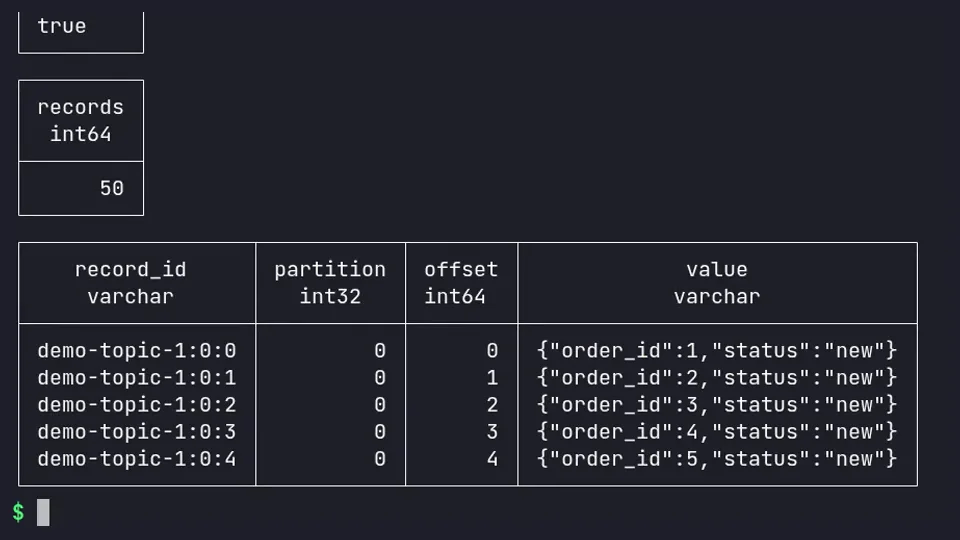 true
records
int64
50
record_id partition offset value
varchar int32 int64 varchar
demo-topic-1:0:0 0 0 {"order_id":1,"status":"new"}
demo-topic-1:0:1 0 1 {"order_id":2,"status":"new"}
demo-topic-1:0:2 0 2 {"order_id":3,"status":"new"}
demo-topic-1:0:3 0 3 {"order_id":4,"status":"new"}
demo-topic-1:0:4 0 4 {"order_id":5,"status":"new"}
$